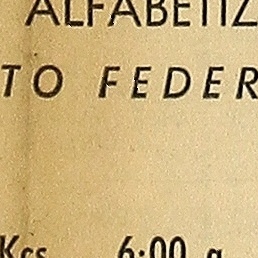 ALFABETIZ
TO FEDER
Kcs. 6:00 a